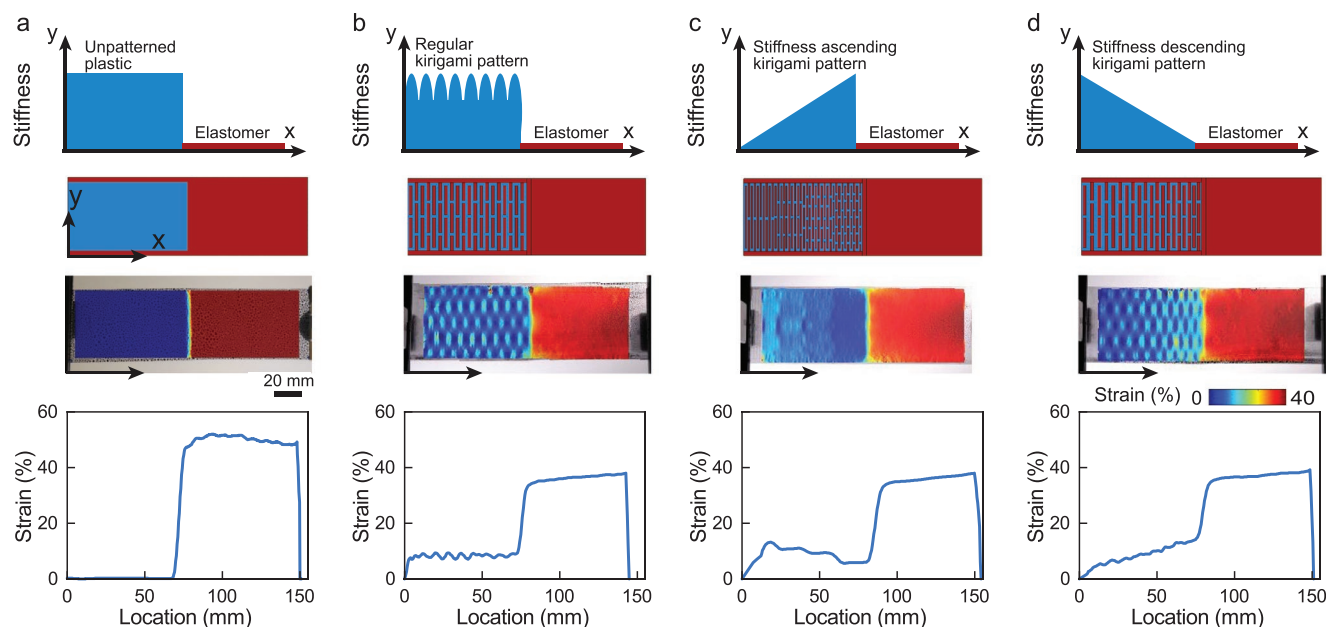 a
y
Unpatterned
plastic
Stiffness
Elastomer
x
y
x
20 mm
60
40
20
0
Strain (%)
0
50
100
150
Location (mm)
b
y
Regular
kirigami pattern
Stiffness
Elastomer
x
60
40
20
0
Strain (%)
0
50
100
150
Location (mm)
c
y
Stiffness ascending
kirigami pattern
Stiffness
Elastomer
x
60
40
20
0
Strain (%)
0
50
100
150
Location (mm)
d
y
Stiffness descending
kirigami pattern
Stiffness
Elastomer
x
Strain (%) 0 40
60
40
20
0
Strain (%)
0
50
100
150
Location (mm)